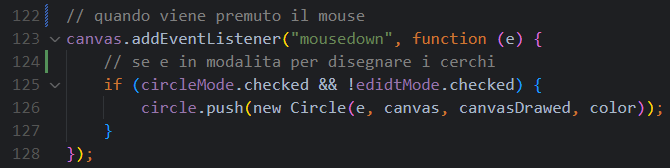 122 // quando viene premuto il mouse
123 canvas.addEventListener("mousedown", function (e) {
124 // se e in modalita per disegnare i cerchi
125 if (circleMode.checked && !edidtMode.checked) {
126 circle.push(new Circle(e, canvas, canvasDrawed, color));
127 }
128 });